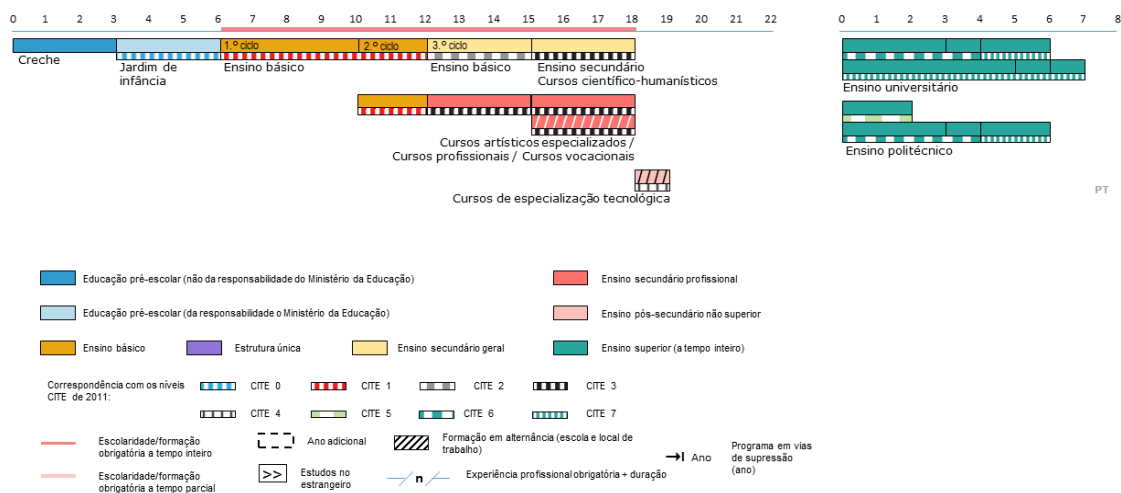 0 1 2 3 4 5 6 7 8 9 10 11 12 13 14 15 16 17 18 19 20 21 22
0 1 2 3 4 5 6 7 8
1.º ciclo 2.º ciclo 3.º ciclo
Creche
Jardim de
infância
Ensino básico
Ensino básico
Ensino secundário
Cursos científico-humanísticos
Ensino universitário
Cursos artísticos especializados /
Cursos profissionais / Cursos vocacionais
Ensino politécnico
Cursos de especialização tecnológica
PT
Educação pré-escolar (não da responsabilidade do Ministério da Educação)
Ensino secundário profissional
Educação pré-escolar (da responsabilidade o Ministério da Educação)
Ensino pós-secundário não superior
Ensino básico
Estrutura única
Ensino secundário geral
Ensino superior (a tempo inteiro)
Correspondência com os níveis
CITE de 2011:
CITE 0
CITE 1
CITE 2
CITE 3
CITE 4
CITE 5
CITE 6
CITE 7
Escolaridade/formação
obrigatória a tempo inteiro
Ano adicional
Formação em alternância (escola e local de
trabalho)
Ano
Programa em vias
de supressão
(ano)
Escolaridade/formação
obrigatória a tempo parcial
>>
Estudos no
estrangeiro
n
Experiência profissional obrigatória + duração